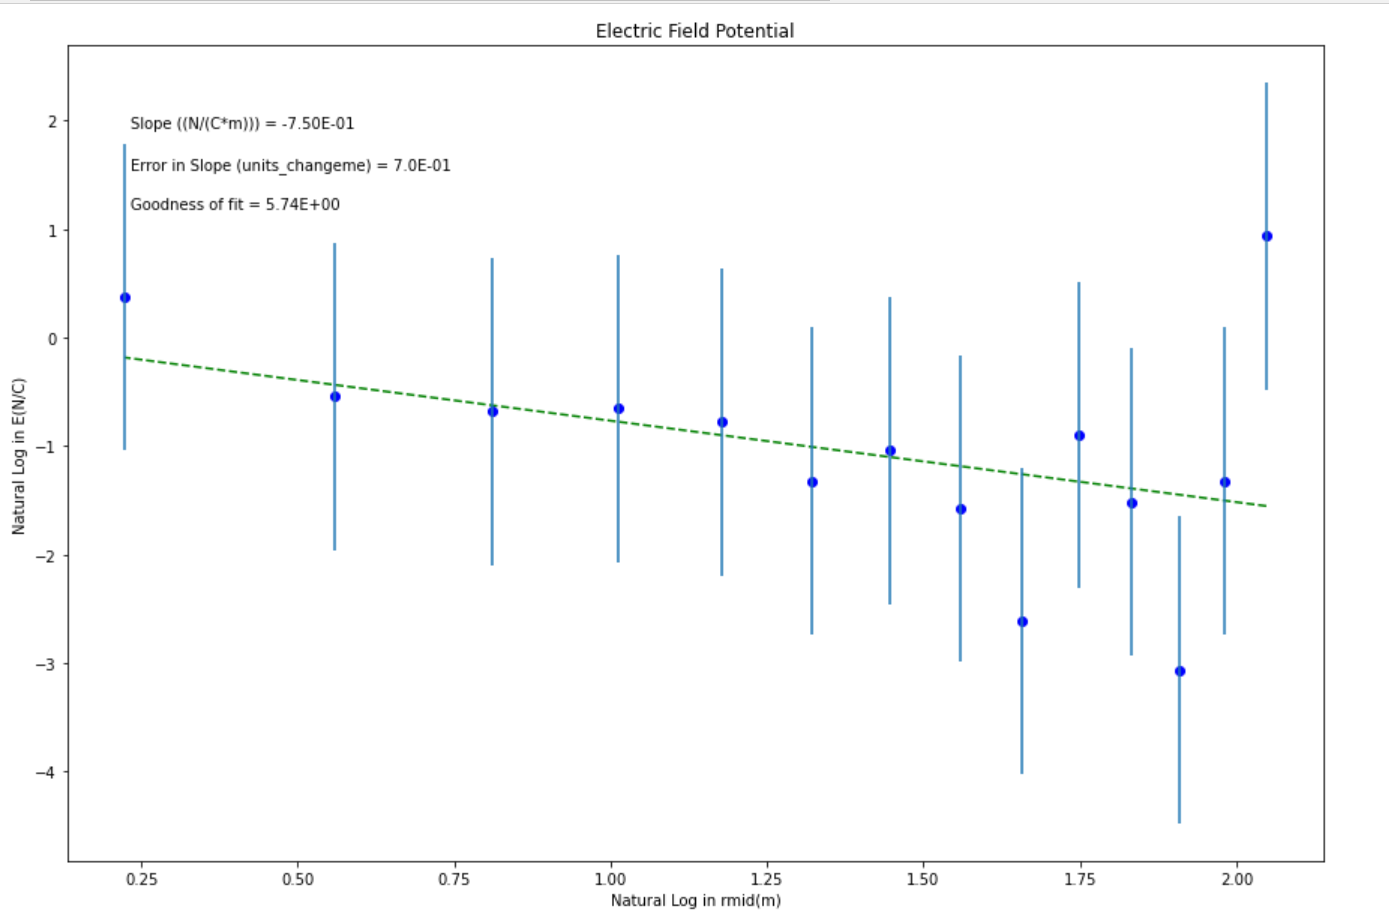 Electric Field Potential
Slope ((N/(C*m))) = -7.50E-01
Error in Slope (units_changeme) = 7.0E-01
Goodness of fit = 5.74E+00
Natural Log in E(N/C)
2
1
0
−1
−2
−3
−4
0.25 0.50 0.75 1.00 1.25 1.50 1.75 2.00
Natural Log in rmid(m)